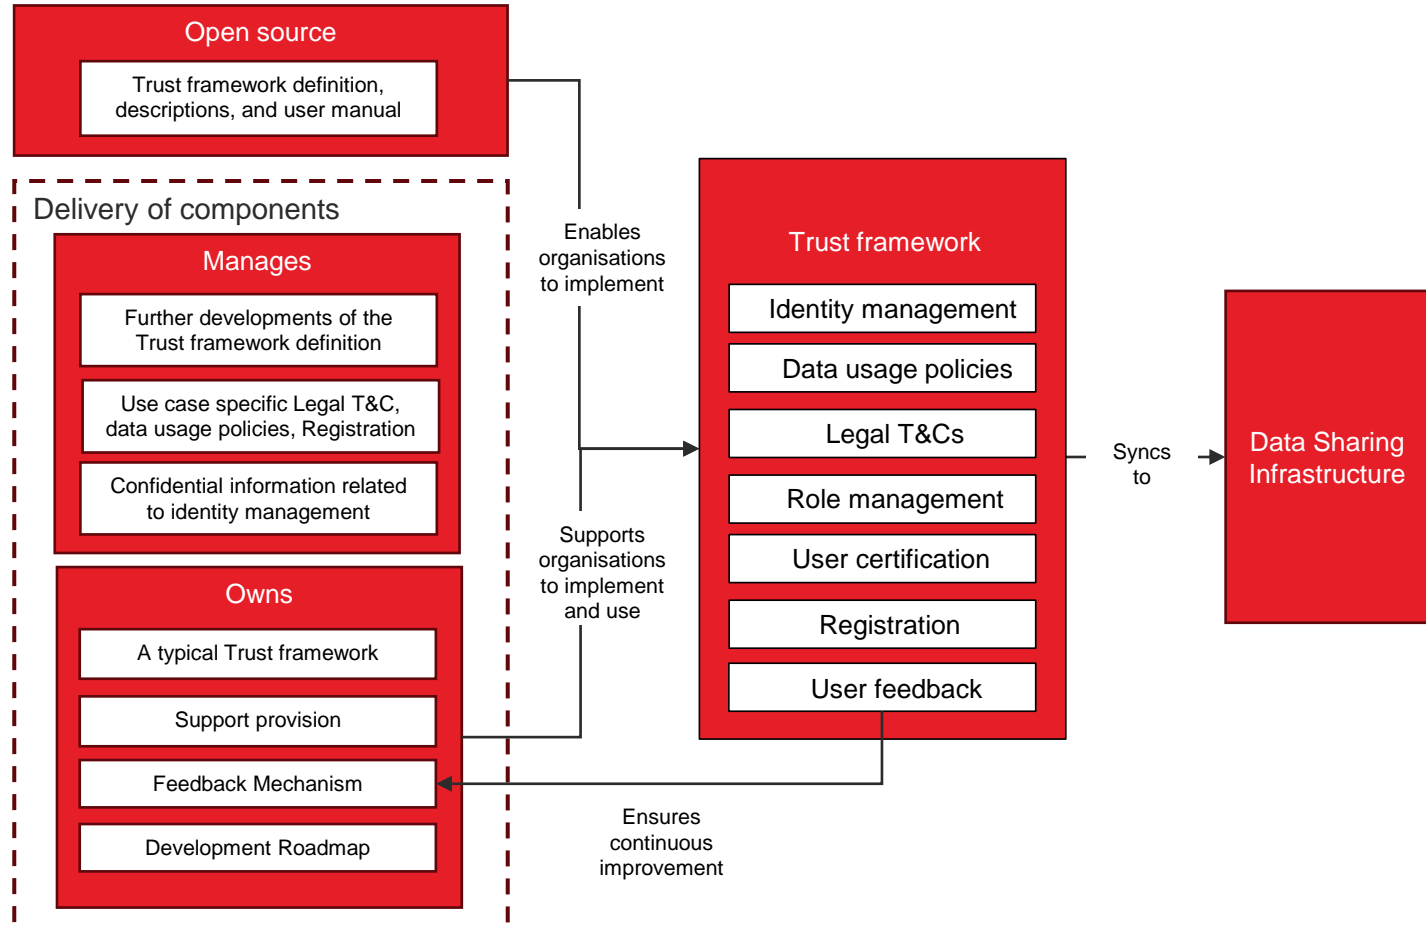 Open source
Trust framework definition,
descriptions, and user manual
Delivery of components
Manages
Further developments of the
Trust framework definition
Use case specific Legal T&C,
data usage policies, Registration
Confidential information related
to identity management
Owns
A typical Trust framework
Support provision
Feedback Mechanism
Development Roadmap
Enables
organisations
to implement
Supports
organisations
to implement
and use
Ensures
continuous
improvement
Trust framework
Identity management
Data usage policies
Legal T&Cs
Role management
User certification
Registration
User feedback
Syncs
to
Data Sharing
Infrastructure